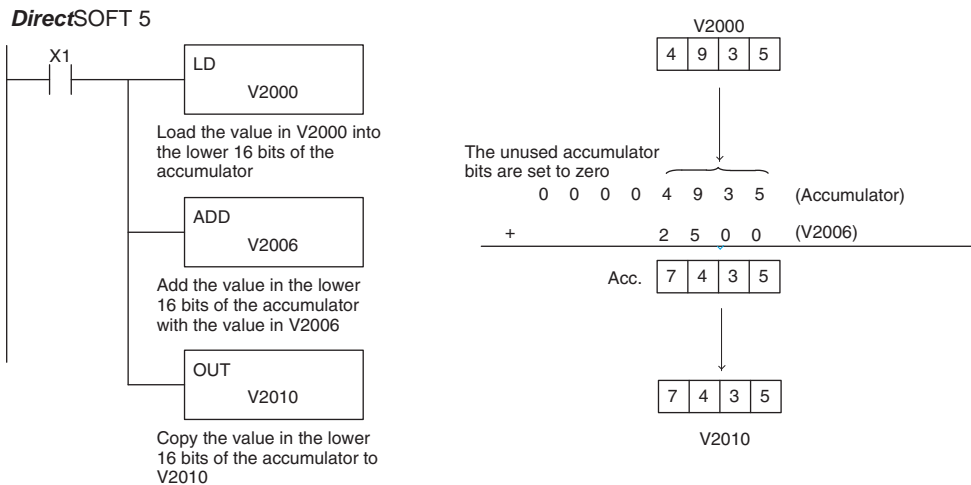 DirectSOFT 5
X1
LD
V2000
Load the value in V2000 into
the lower 16 bits of the
accumulator
ADD
V2006
Add the value in the lower
16 bits of the accumulator
with the value in V2006
OUT
V2010
Copy the value in the lower
16 bits of the accumulator to
V2010
V2000
4 9 3 5
The unused accumulator
bits are set to zero
0 0 0 0 4 9 3 5 (Accumulator)
+ 2 5 0 0 (V2006)
Acc. 7 4 3 5
7 4 3 5
V2010